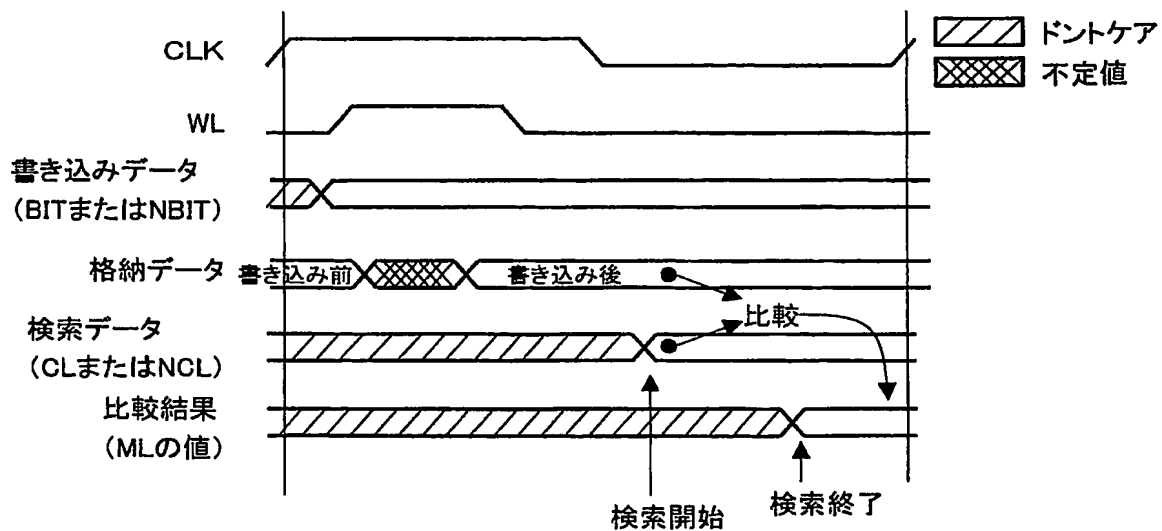 CLK
ドントケア
不定値
WL
書き込みデータ
(BITまたはNBIT)
格納データ
書き込み前
書き込み後
検索データ
(CLまたはNCL)
比較
比較結果
(MLの値)
検索開始
検索終了